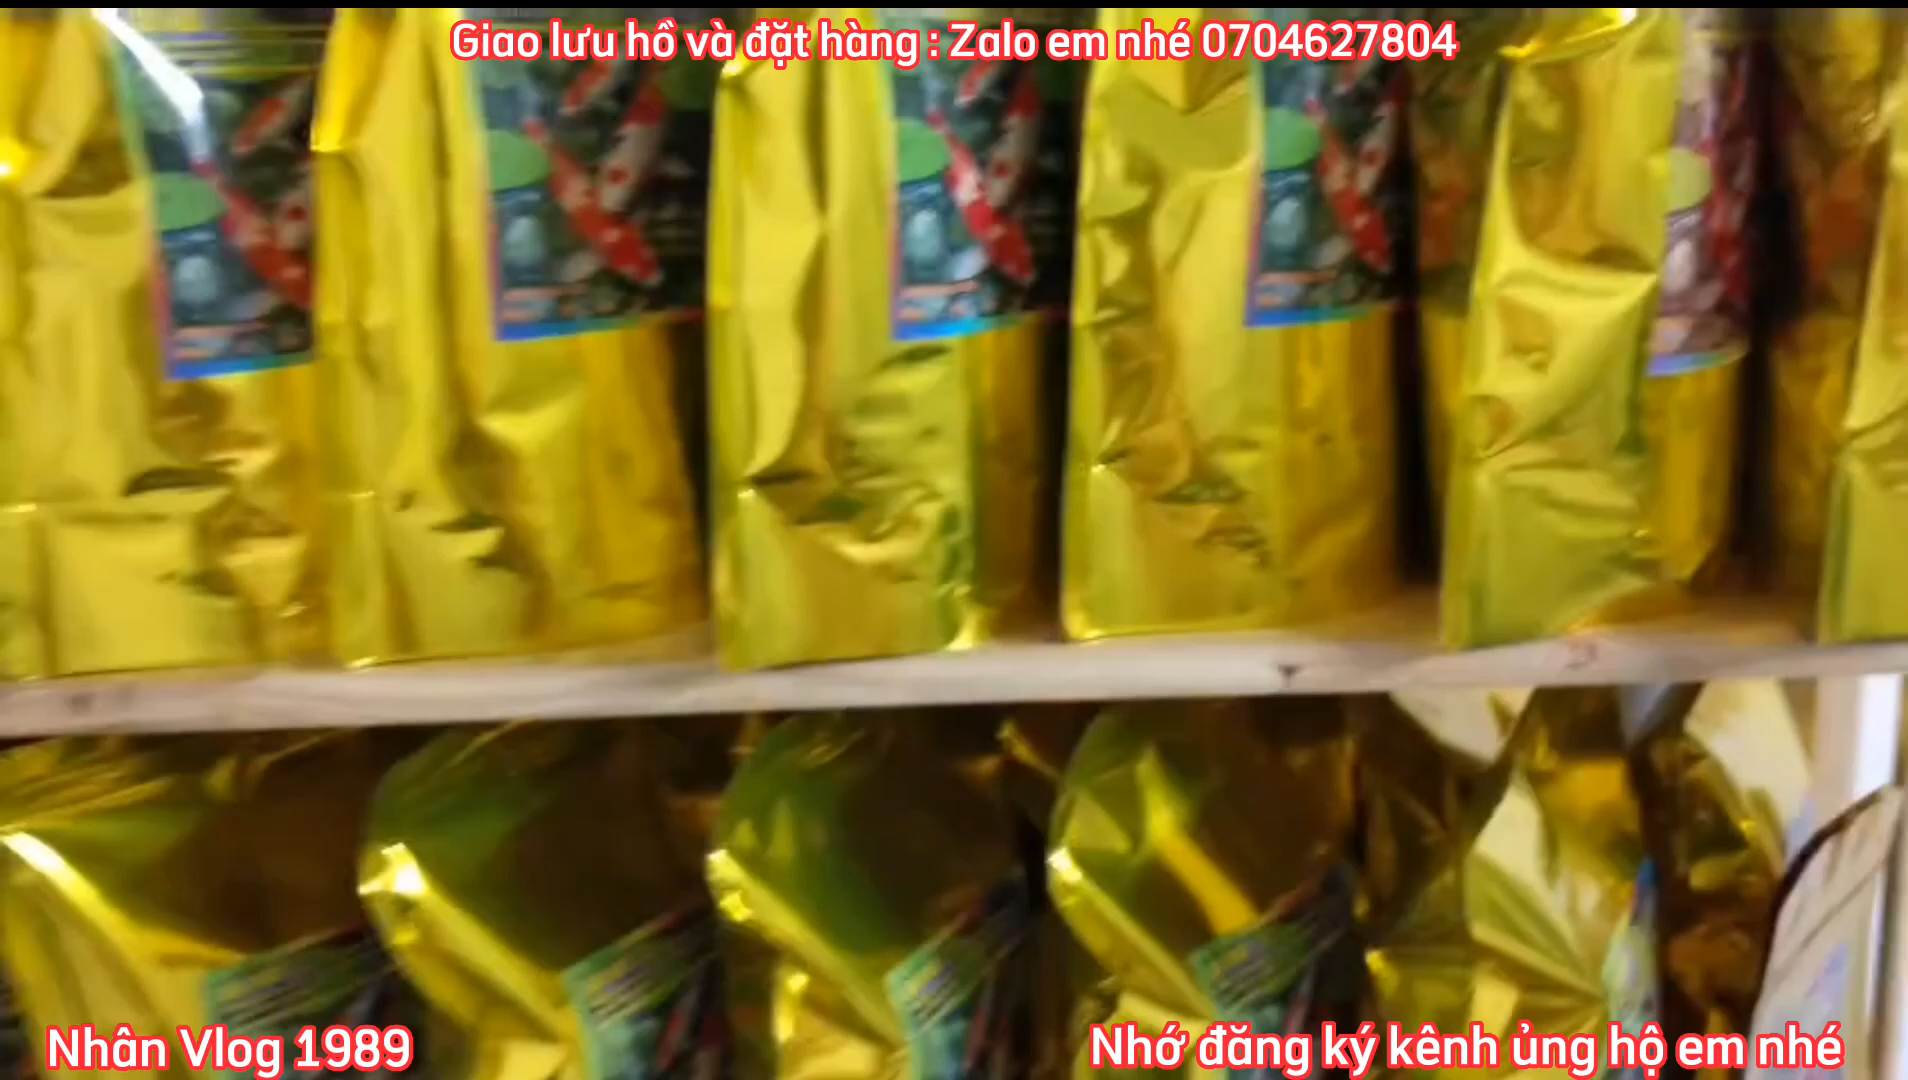 Giao lưu hồ và đặt hàng : Zalo em nhé 0704627804
Nhân Vlog 1989
Nhớ đăng ký kênh ủng hộ em nhé